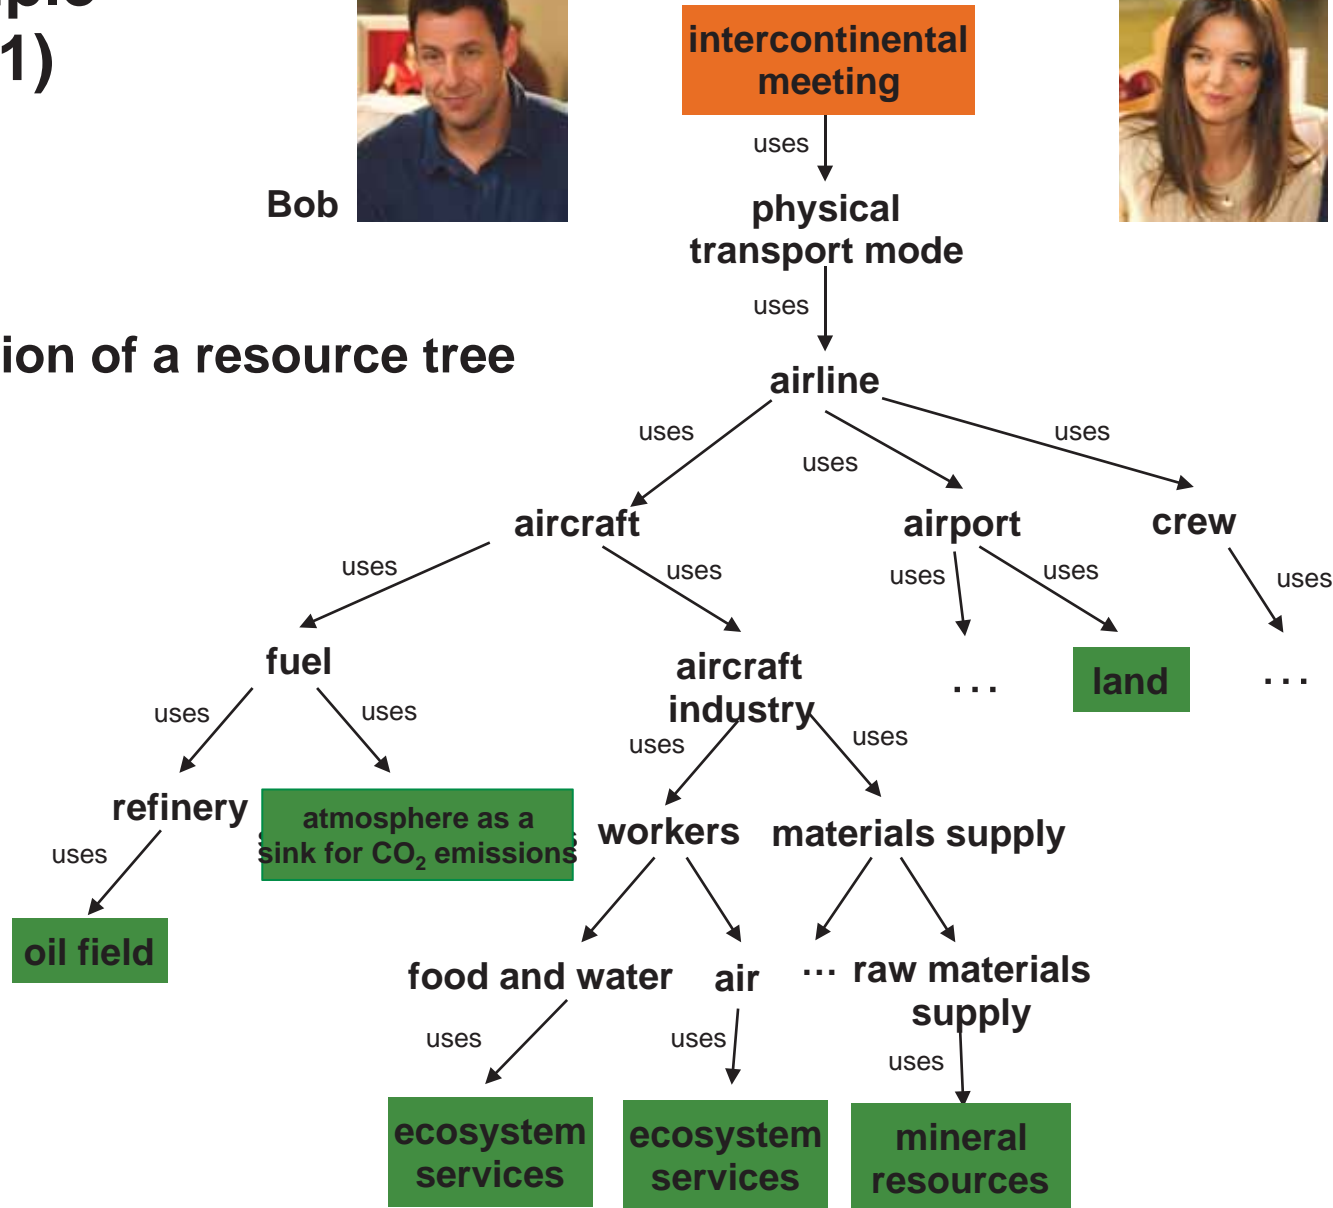 1)
intercontinental
meeting
uses
Bob
physical
transport mode
uses
ion of a resource tree
airline
uses
uses
uses
aircraft
airport
crew
uses
uses
uses
uses
uses
fuel
aircraft
industry
...
land
...
uses
uses
uses
uses
refinery
atmosphere as a
sink for CO₂ emissions
workers
materials supply
uses
oil field
food and water
air
...
raw materials
supply
uses
uses
uses
ecosystem
services
ecosystem
services
mineral
resources